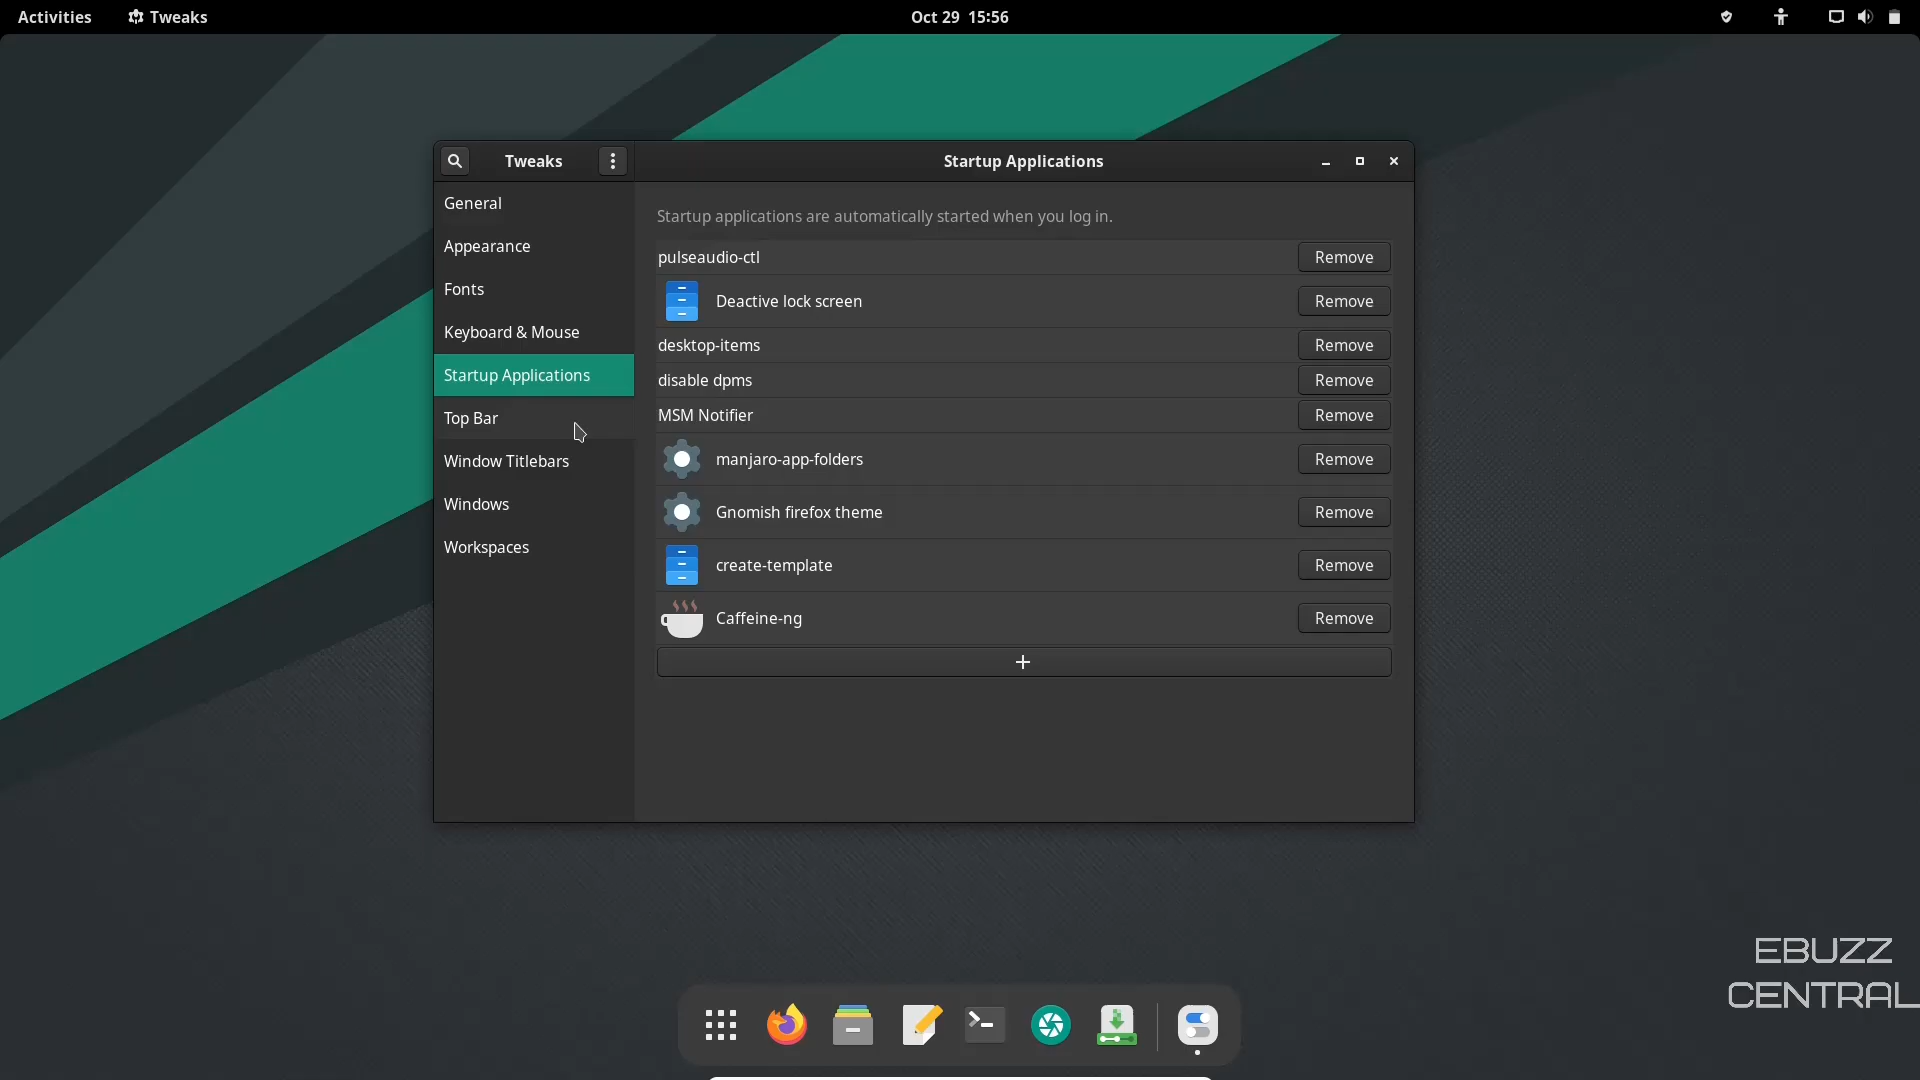 Activities
Tweaks
Oct 29 15:56
Tweaks
Startup Applications
General
Appearance
Fonts
Keyboard & Mouse
Startup Applications
Top Bar
Window Titlebars
Windows
Workspaces
Startup applications are automatically started when you log in.
pulseaudio-ctl Remove
Deactive lock screen Remove
desktop-items Remove
disable dpms Remove
MSM Notifier Remove
manjaro-app-folders Remove
Gnomish firefox theme Remove
create-template Remove
Caffeine-ng Remove
+
EBUZZ
CENTRAL